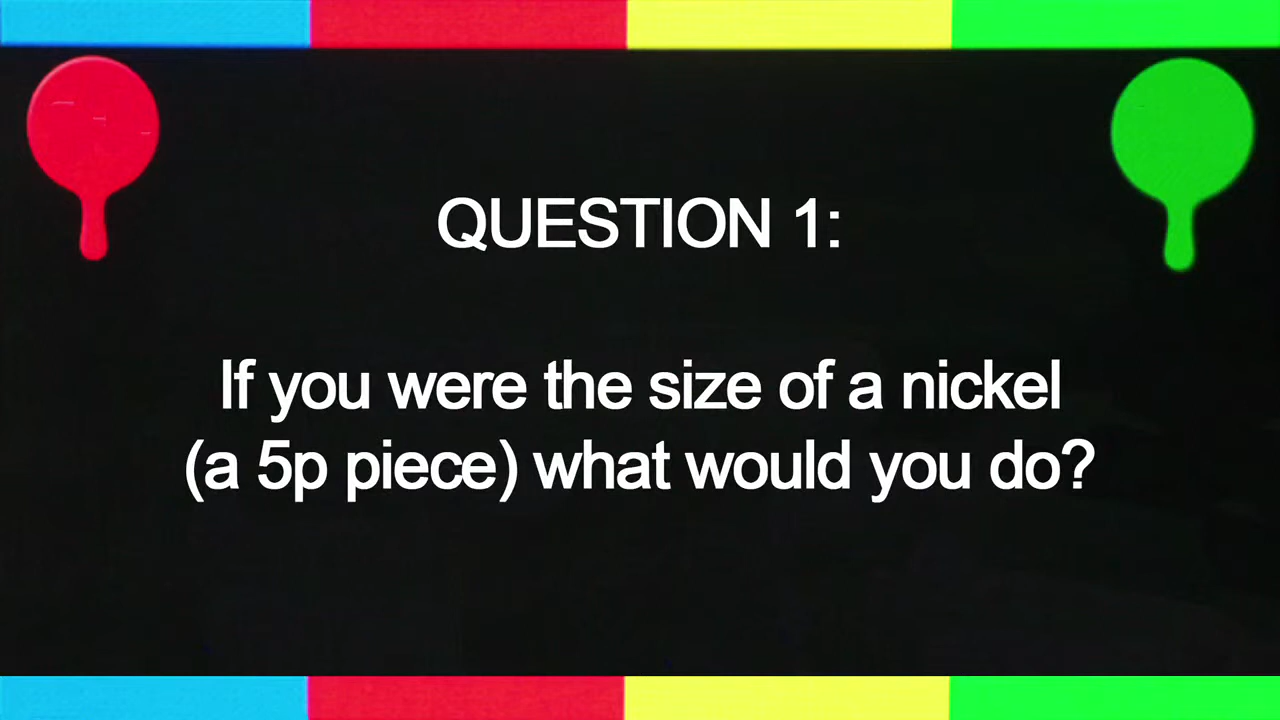 QUESTION 1:
If you were the size of a nickel
(a 5p piece) what would you do?